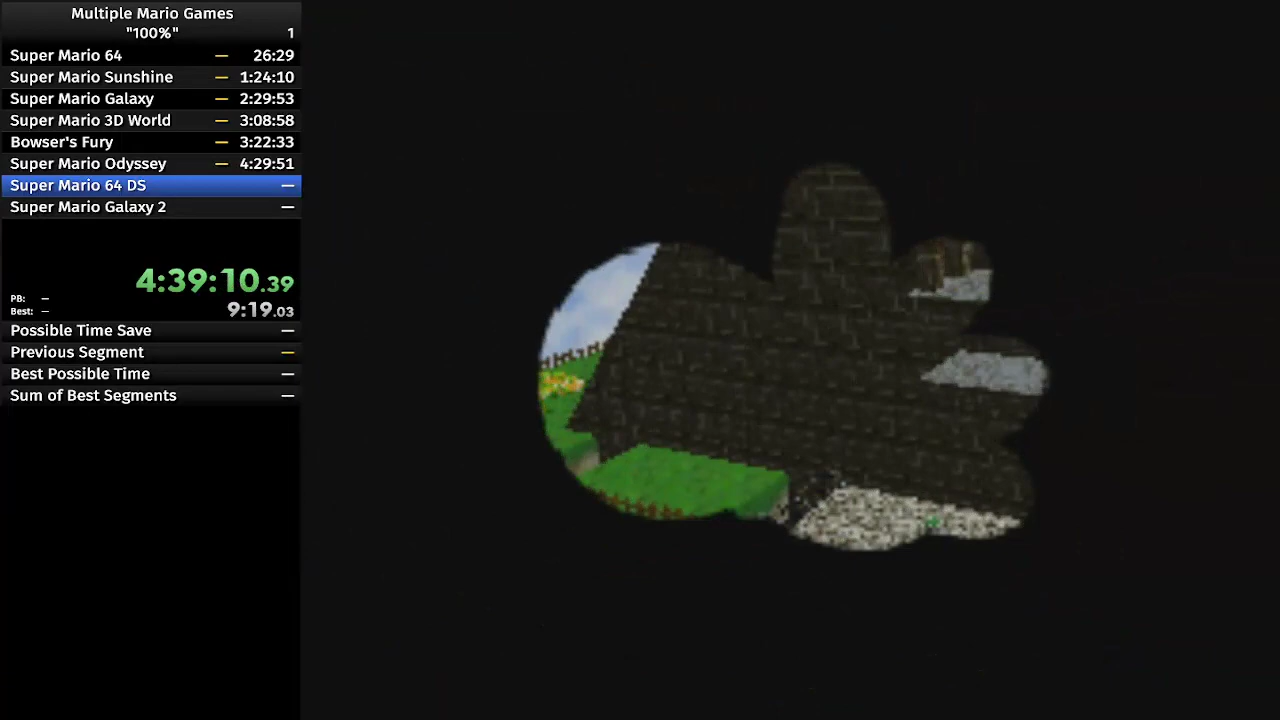 Multiple Mario Games
"100%" 1
Super Mario 64 — 26:29
Super Mario Sunshine — 1:24:10
Super Mario Galaxy — 2:29:53
Super Mario 3D World — 3:08:58
Bowser's Fury — 3:22:33
Super Mario Odyssey — 4:29:51
Super Mario 64 DS —
Super Mario Galaxy 2 —
4:39:10.39
PB: —
Best: — 9:19.03
Possible Time Save —
Previous Segment —
Best Possible Time —
Sum of Best Segments —